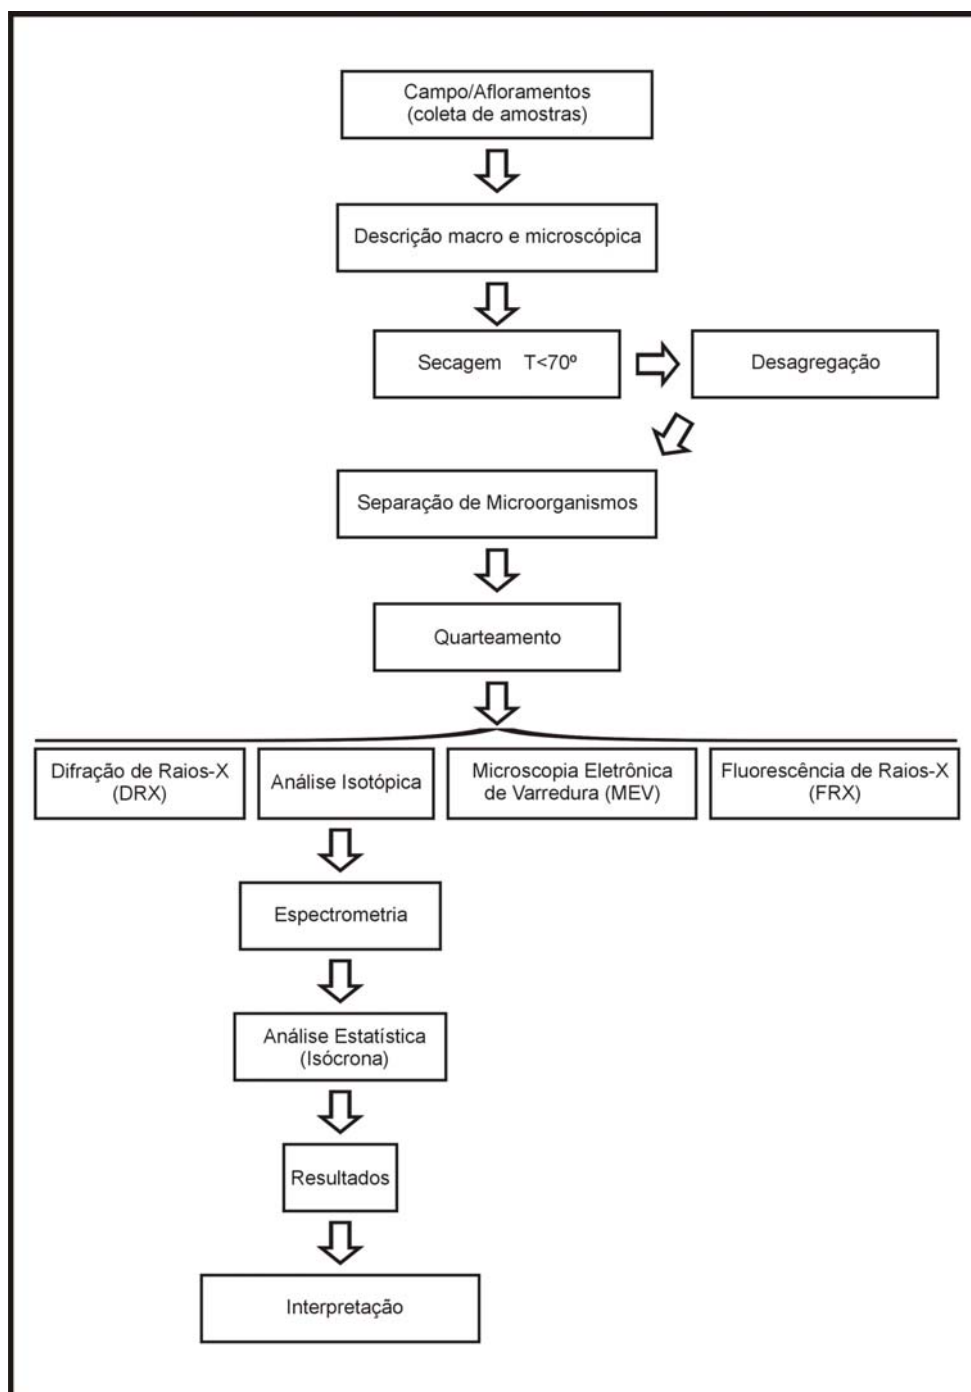 Campo/Afloramentos
(coleta de amostras)
Descrição macro e microscópica
Secagem T<70º
Desagregação
Separação de Microorganismos
Quarteamento
Difração de Raios-X
(DRX)
Análise Isotópica
Microscopia Eletrônica
de Varredura (MEV)
Fluorescência de Raios-X
(FRX)
Espectrometria
Análise Estatística
(Isócrona)
Resultados
Interpretação